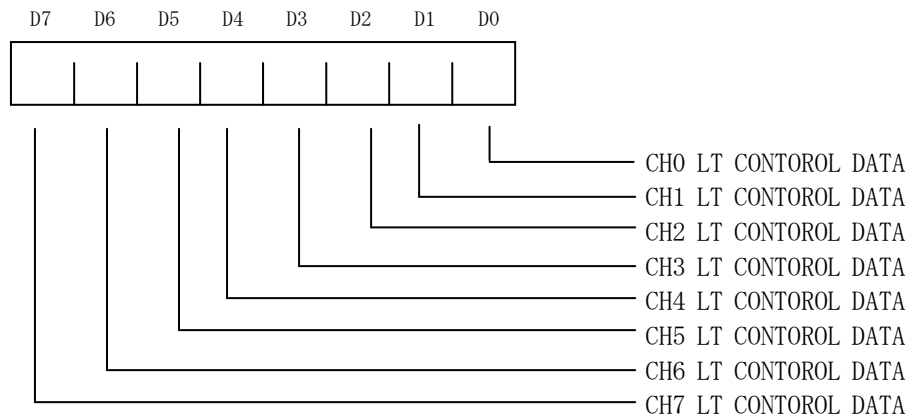 D7 D6 D5 D4 D3 D2 D1 D0
CH0 LT CONTOROL DATA
CH1 LT CONTOROL DATA
CH2 LT CONTOROL DATA
CH3 LT CONTOROL DATA
CH4 LT CONTOROL DATA
CH5 LT CONTOROL DATA
CH6 LT CONTOROL DATA
CH7 LT CONTOROL DATA